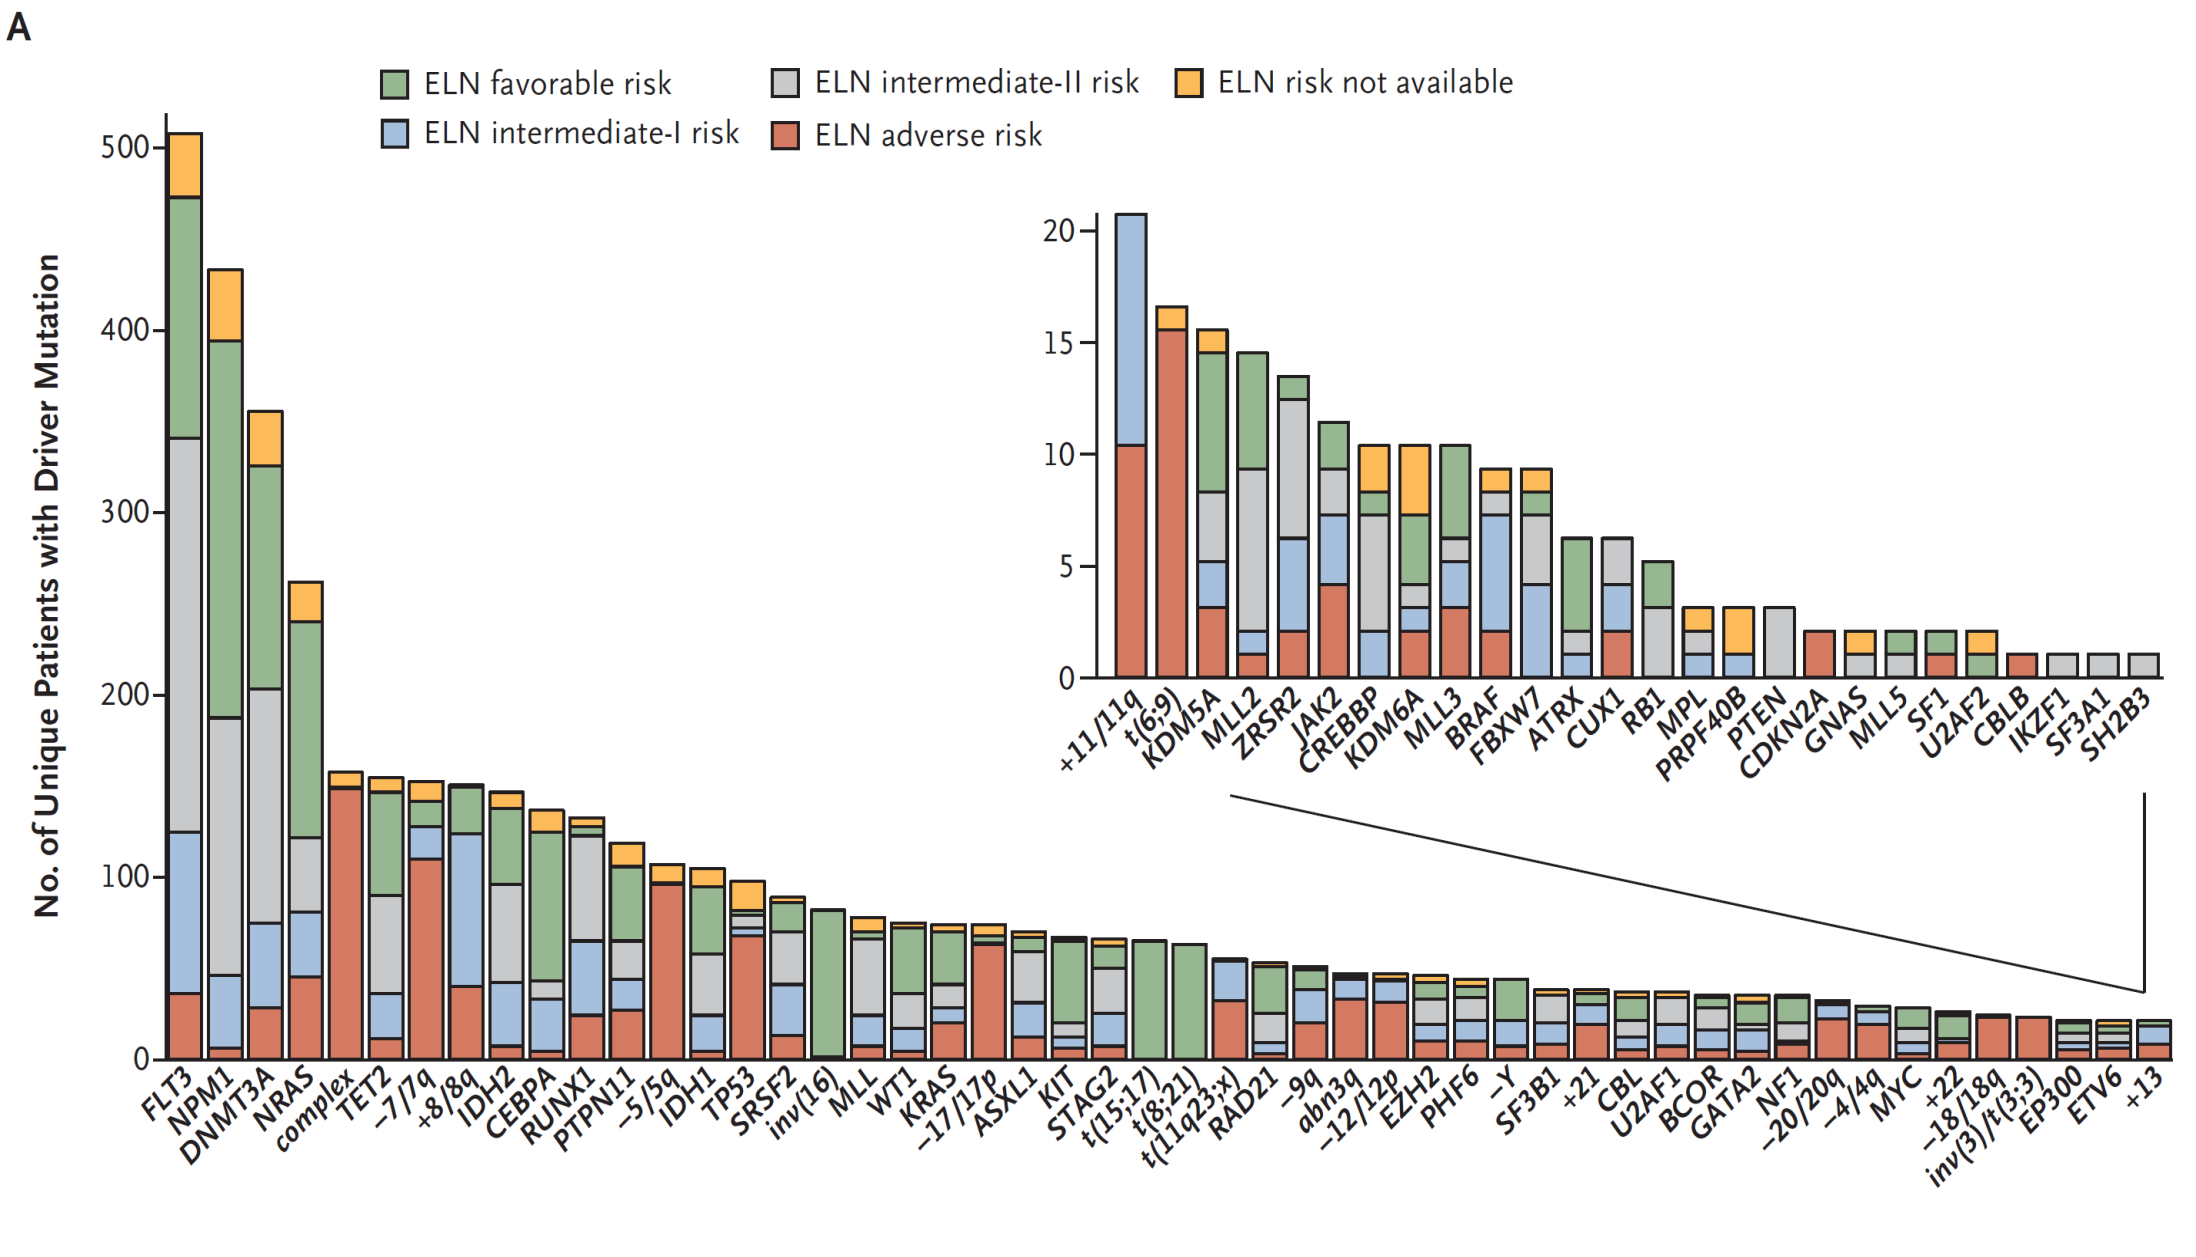 A
ELN favorable risk
ELN intermediate-II risk
ELN risk not available
ELN intermediate-I risk
ELN adverse risk
No. of Unique Patients with Driver Mutation
500
400
300
200
100
0
20
15
10
5
0
+11/11q
t(6;9)
KDM5A
MLL2
ZRSR2
JAK2
CREBBP
KDM6A
MLL3
BRAF
FBXW7
ATRX
CUX1
RB1
MPL
PRPF40B
PTEN
CDKN2A
GNAS
MLL5
SF1
U2AF2
CBLB
IKZF1
SF3A1
SH2B3
FLT3
NPM1
DNMT3A
NRAS
complex
TET2
−7/7q
+8/8q
IDH2
CEBPA
RUNX1
PTPN11
−5/5q
IDH1
TP53
SRSF2
inv(16)
MLL
WT1
KRAS
−17/17p
ASXL1
KIT
STAG2
t(15;17)
t(8;21)
t(11q23;x)
RAD21
−9q
abn3q
−12/12p
EZH2
PHF6
−Y
SF3B1
+21
CBL
U2AF1
BCOR
GATA2
NF1
−20/20q
−4/4q
MYC
+22
−18/18q
inv(3)/t(3;3)
EP300
ETV6
+13